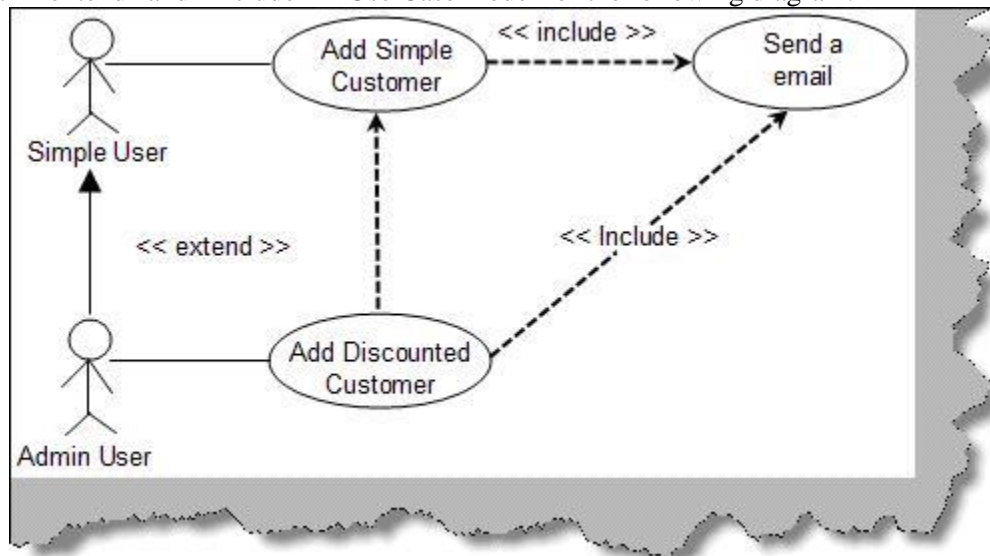 Add Simple
Customer
<< include >>
Send a
email
Simple User
<< extend >>
<< Include >>
Add Discounted
Customer
Admin User